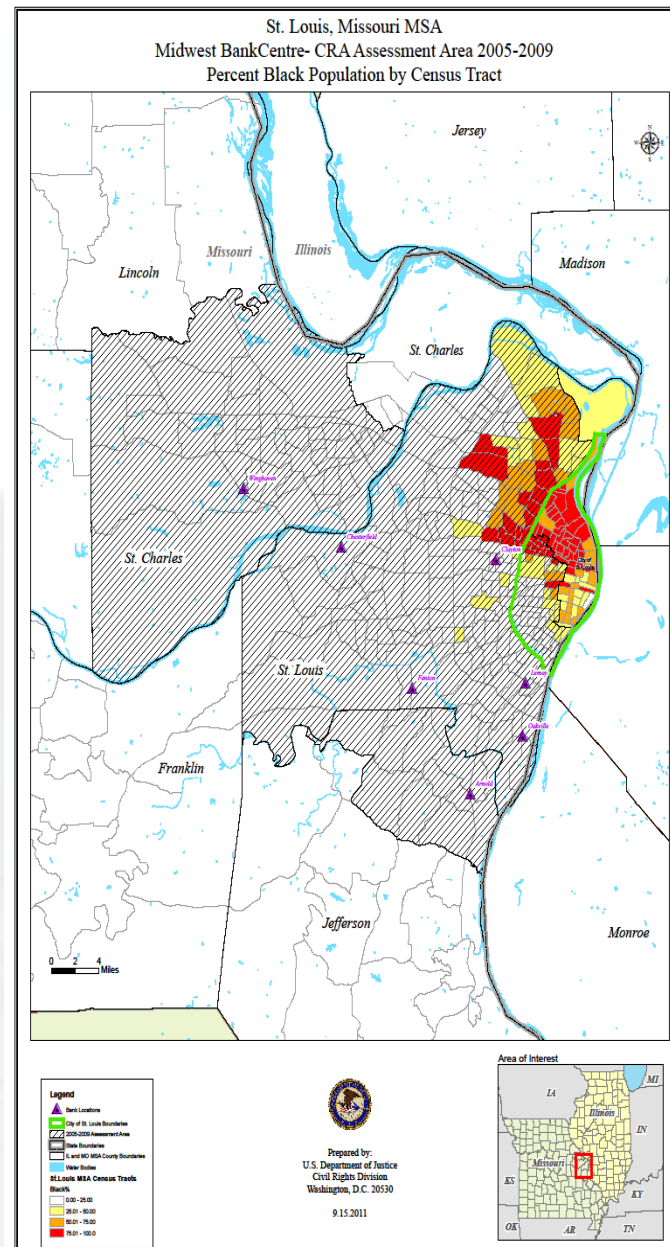 St. Louis, Missouri MSA
Midwest BankCentre- CRA Assessment Area 2005-2009
Percent Black Population by Census Tract
Jersey
N
W E
S
Missouri
Illinois
Lincoln
Madison
St. Charles
Winghaven
Chesterfield
Clayton
City of
St. Charles
St. Louis
Fenton
Lemay
Oakville
Franklin
Arnold
Jefferson
Monroe
0 2 4
Miles
Legend
Bank Locations
City of St. Louis Boundaries
2005-2009 Assessment Area
State Boundaries
IL and MO MSA County Boundaries
Water Bodies
St.Louis MSA Census Tracts
Black%
0.00 - 25.00
25.01 - 50.00
50.01 - 75.00
75.01 - 100.0
Prepared by:
U.S. Department of Justice
Civil Rights Division
Washington, D.C. 20530
9.15.2011
Area of Interest
IA
MI
Illinois
IN
Missouri
KS
KY
OK
AR
TN